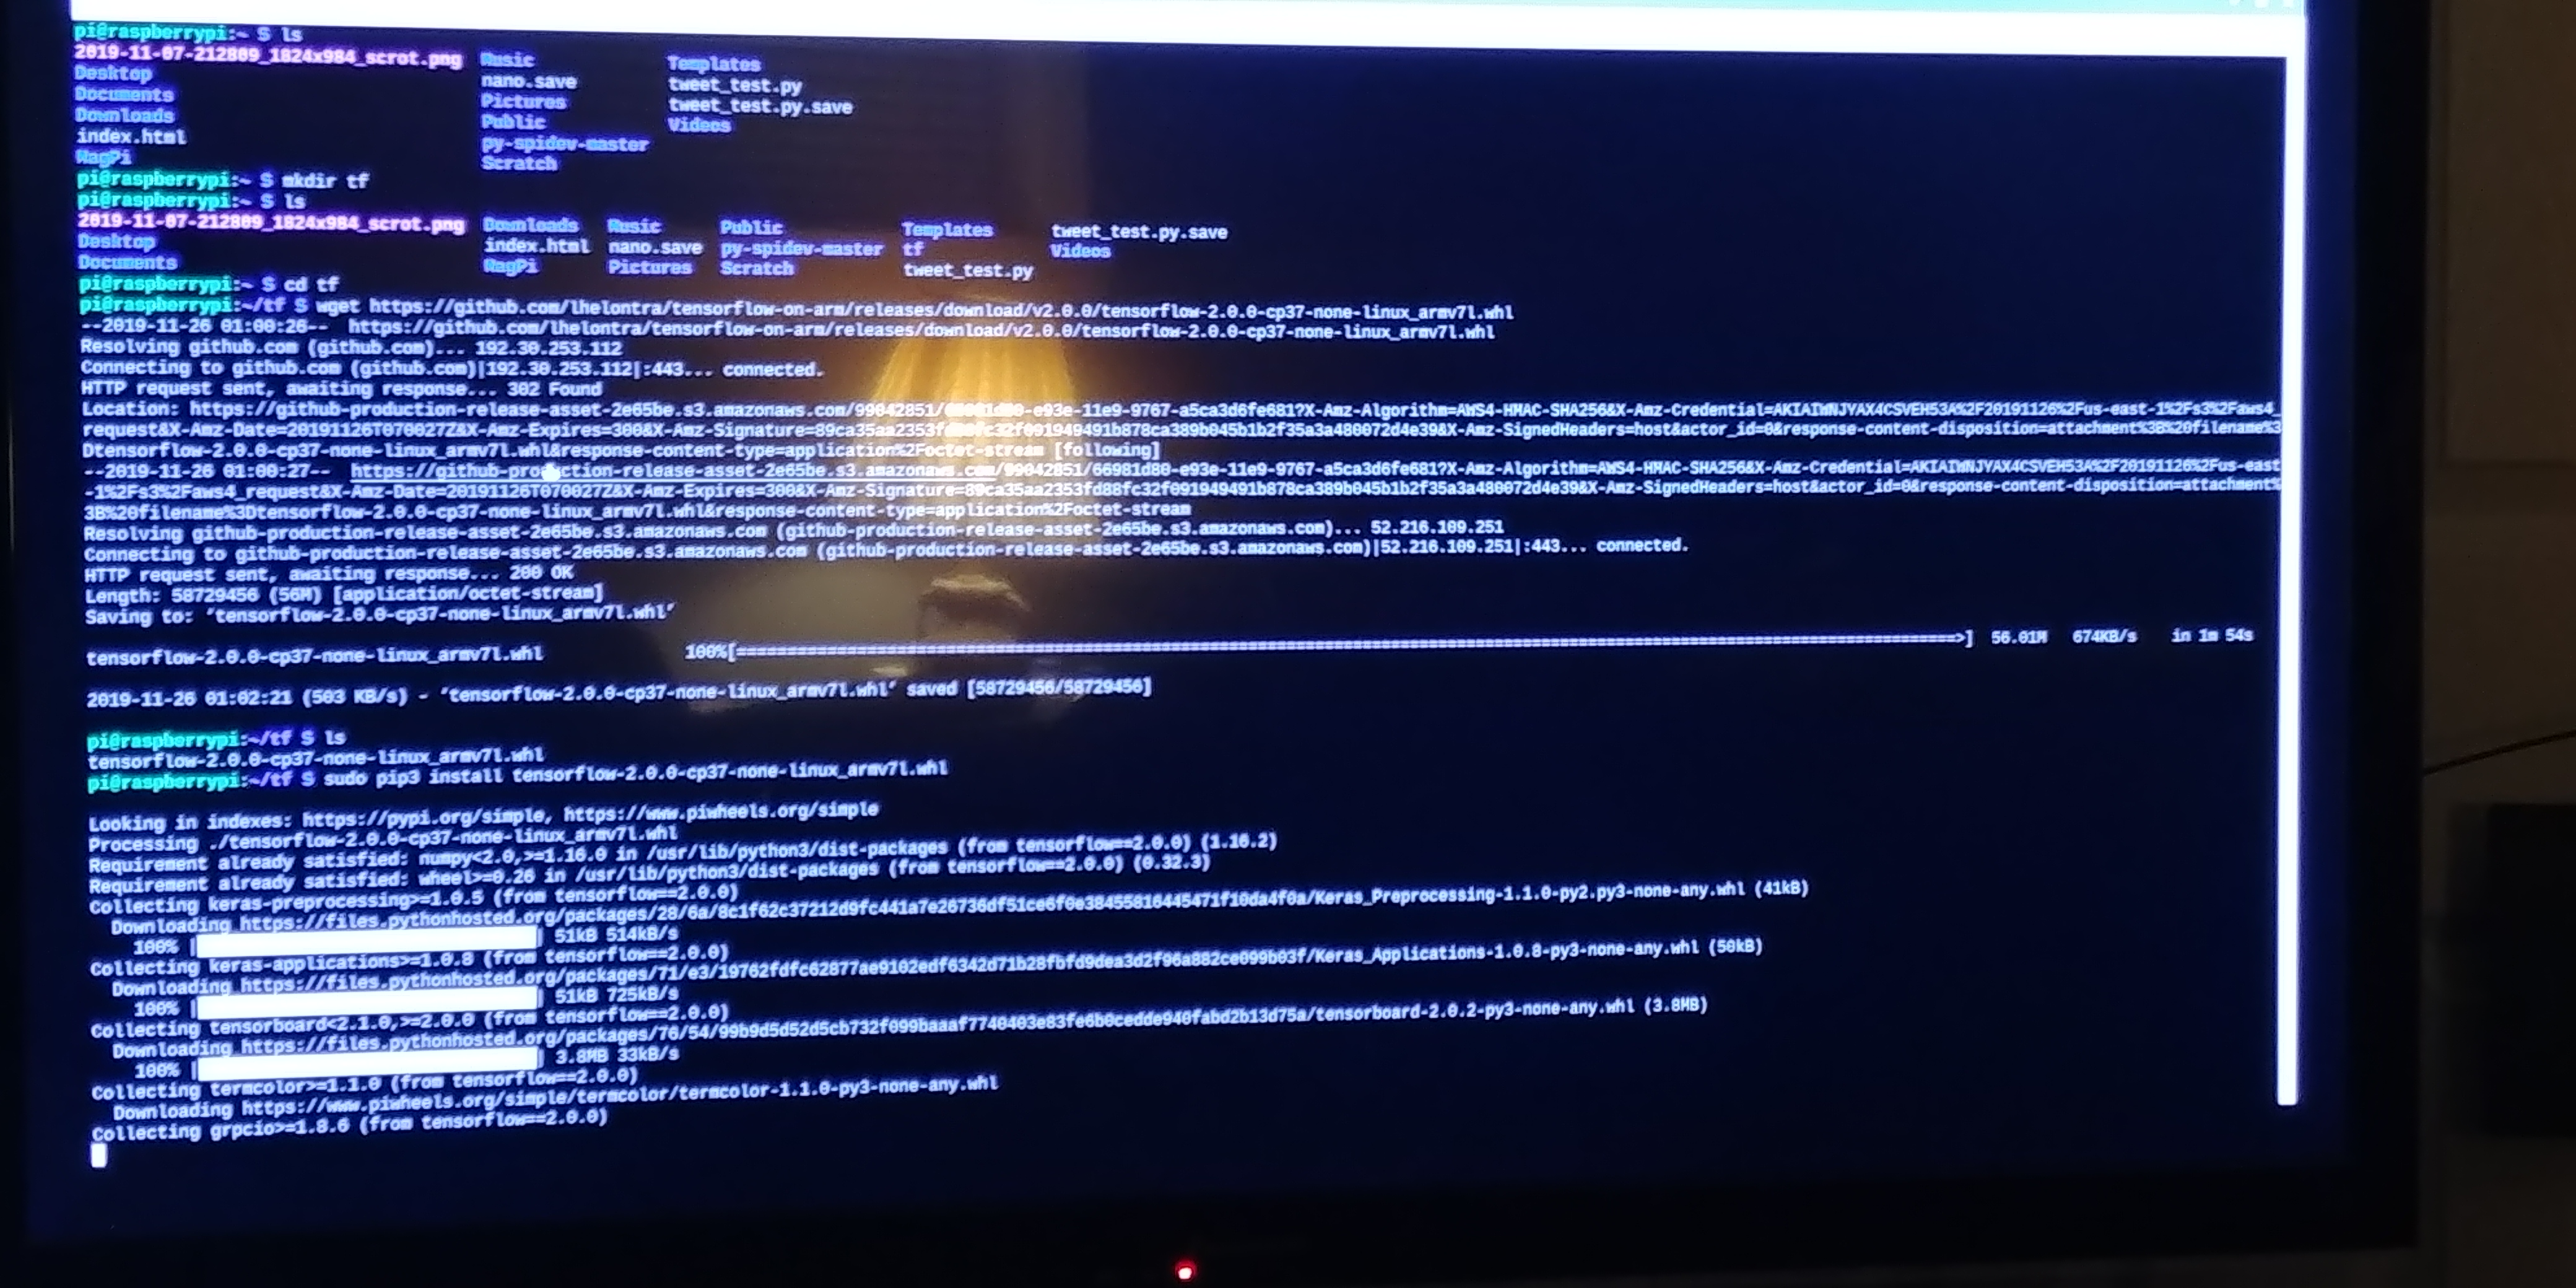 pi@raspberrypi:~ $ ls
2019-11-07-212809_1824x984_scrot.png Music Templates
Desktop nano.save tweet_test.py
Documents Pictures tweet_test.py.save
Downloads Public Videos
index.html py-spidev-master
MagPi Scratch
pi@raspberrypi:~ $ mkdir tf
pi@raspberrypi:~ $ ls
2019-11-07-212809_1824x984_scrot.png Downloads Music Public Templates tweet_test.py.save
Desktop index.html nano.save py-spidev-master tf Videos
Documents MagPi Pictures Scratch tweet_test.py
pi@raspberrypi:~ $ cd tf
pi@raspberrypi:~/tf $ wget https://github.com/lhelontra/tensorflow-on-arm/releases/download/v2.0.0/tensorflow-2.0.0-cp37-none-linux_armv7l.whl
--2019-11-26 01:00:26-- https://github.com/lhelontra/tensorflow-on-arm/releases/download/v2.0.0/tensorflow-2.0.0-cp37-none-linux_armv7l.whl
Resolving github.com (github.com)... 192.30.253.112
Connecting to github.com (github.com)|192.30.253.112|:443... connected.
HTTP request sent, awaiting response... 302 Found
Location: https://github-production-release-asset-2e65be.s3.amazonaws.com/99042851/66981d80-e93e-11e9-9767-a5ca3d6fe681?X-Amz-Algorithm=AWS4-HMAC-SHA256&X-Amz-Credential=AKIAIWNJYAX4CSVEH53A%2F20191126%2Fus-east-1%2Fs3%2Faws4_
request&X-Amz-Date=20191126T070027Z&X-Amz-Expires=300&X-Amz-Signature=89ca35aa2353fd88fc32f091949491b878ca389b045b1b2f35a3a480072d4e39&X-Amz-SignedHeaders=host&actor_id=0&response-content-disposition=attachment%3B%20filename%3
Dtensorflow-2.0.0-cp37-none-linux_armv7l.whl&response-content-type=application%2Foctet-stream [following]
--2019-11-26 01:00:27-- https://github-production-release-asset-2e65be.s3.amazonaws.com/99042851/66981d80-e93e-11e9-9767-a5ca3d6fe681?X-Amz-Algorithm=AWS4-HMAC-SHA256&X-Amz-Credential=AKIAIWNJYAX4CSVEH53A%2F20191126%2Fus-east
-1%2Fs3%2Faws4_request&X-Amz-Date=20191126T070027Z&X-Amz-Expires=300&X-Amz-Signature=89ca35aa2353fd88fc32f091949491b878ca389b045b1b2f35a3a480072d4e39&X-Amz-SignedHeaders=host&actor_id=0&response-content-disposition=attachment%
3B%20filename%3Dtensorflow-2.0.0-cp37-none-linux_armv7l.whl&response-content-type=application%2Foctet-stream
Resolving github-production-release-asset-2e65be.s3.amazonaws.com (github-production-release-asset-2e65be.s3.amazonaws.com)... 52.216.109.251
Connecting to github-production-release-asset-2e65be.s3.amazonaws.com (github-production-release-asset-2e65be.s3.amazonaws.com)|52.216.109.251|:443... connected.
HTTP request sent, awaiting response... 200 OK
Length: 58729456 (56M) [application/octet-stream]
Saving to: ‘tensorflow-2.0.0-cp37-none-linux_armv7l.whl’
tensorflow-2.0.0-cp37-none-linux_armv7l.whl 100%[===================>] 56.01M 674KB/s in 1m 54s
2019-11-26 01:02:21 (503 KB/s) - ‘tensorflow-2.0.0-cp37-none-linux_armv7l.whl’ saved [58729456/58729456]
pi@raspberrypi:~/tf $ ls
tensorflow-2.0.0-cp37-none-linux_armv7l.whl
pi@raspberrypi:~/tf $ sudo pip3 install tensorflow-2.0.0-cp37-none-linux_armv7l.whl
Looking in indexes: https://pypi.org/simple, https://www.piwheels.org/simple
Processing ./tensorflow-2.0.0-cp37-none-linux_armv7l.whl
Requirement already satisfied: numpy<2.0,>=1.16.0 in /usr/lib/python3/dist-packages (from tensorflow==2.0.0) (1.16.2)
Requirement already satisfied: wheel>=0.26 in /usr/lib/python3/dist-packages (from tensorflow==2.0.0) (0.32.3)
Collecting keras-preprocessing>=1.0.5 (from tensorflow==2.0.0)
Downloading https://files.pythonhosted.org/packages/28/6a/8c1f62c37212d9fc441a7e26736df51ce6f0e38455816445471f10da4f0a/Keras_Preprocessing-1.1.0-py2.py3-none-any.whl (41kB)
100% | | 51kB 514kB/s
Collecting keras-applications>=1.0.8 (from tensorflow==2.0.0)
Downloading https://files.pythonhosted.org/packages/71/e3/19762fdfc62877ae9102edf6342d71b28fbfd9dea3d2f96a882ce099b03f/Keras_Applications-1.0.8-py3-none-any.whl (50kB)
100% | | 51kB 725kB/s
Collecting tensorboard<2.1.0,>=2.0.0 (from tensorflow==2.0.0)
Downloading https://files.pythonhosted.org/packages/76/54/99b9d5d52d5cb732f099baaaf7740403e83fe6b0cedde940fabd2b13d75a/tensorboard-2.0.2-py3-none-any.whl (3.8MB)
100% | | 3.8MB 33kB/s
Collecting termcolor>=1.1.0 (from tensorflow==2.0.0)
Downloading https://www.piwheels.org/simple/termcolor/termcolor-1.1.0-py3-none-any.whl
Collecting grpcio>=1.8.6 (from tensorflow==2.0.0)